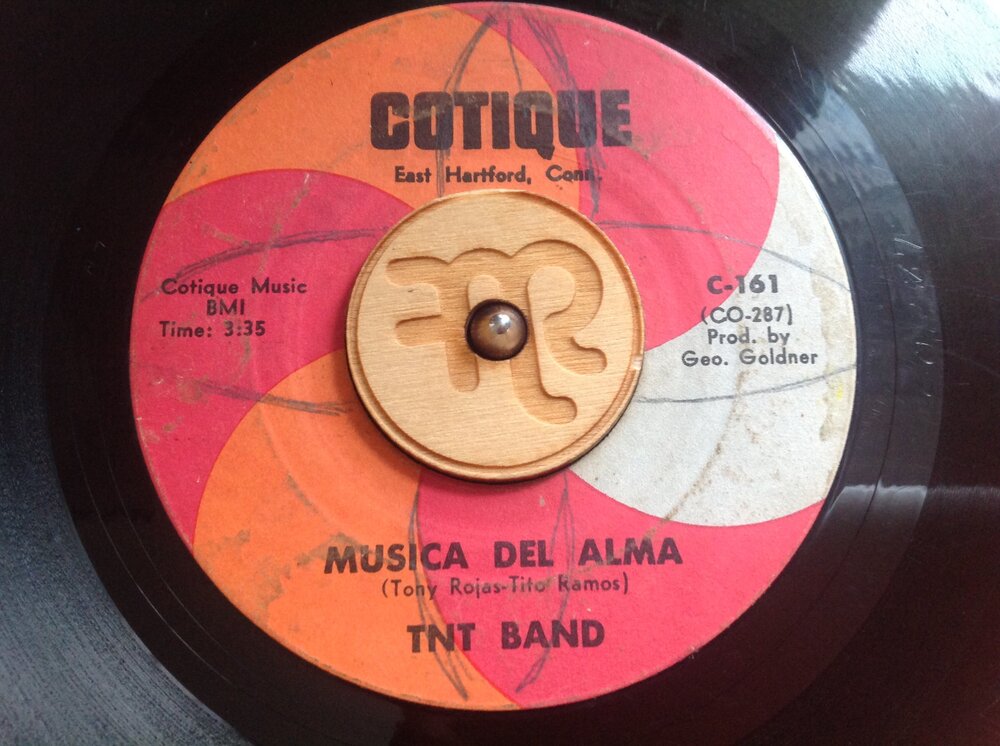 COTIQUE
East Hartford, Conn.
Cotique Music
BMI
Time: 3:35
C-161
(CO-287)
Prod. by
Geo. Goldner
MUSICA DEL ALMA
(Tony Rojas-Tito Ramos)
TNT BAND